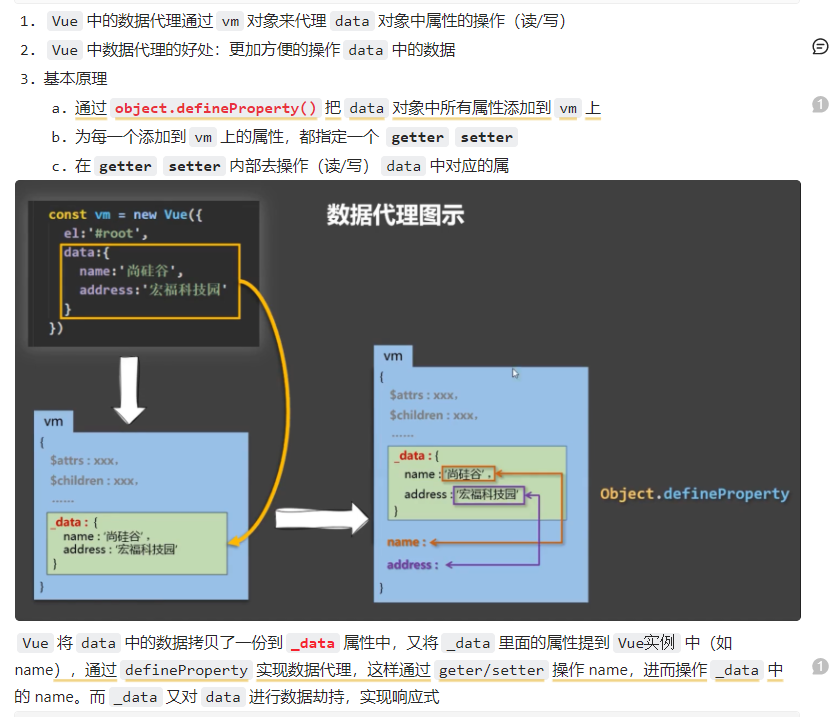 1. Vue 中的数据代理通过 vm 对象来代理 data 对象中属性的操作（读/写）
2. Vue 中数据代理的好处：更加方便的操作 data 中的数据
3. 基本原理
a. 通过 object.defineProperty() 把 data 对象中所有属性添加到 vm 上
b. 为每一个添加到 vm 上的属性，都指定一个 getter setter
c. 在 getter setter 内部去操作（读/写） data 中对应的属
数据代理图示
const vm = new Vue({
el:'#root',
data:{
name:'尚硅谷',
address:'宏福科技园'
}
})
vm
{
$attrs : xxx,
$children : xxx,
......
_data : {
name : '尚硅谷' ,
address : '宏福科技园'
}
}
vm
{
$attrs : xxx,
$children : xxx,
......
_data : {
name : '尚硅谷' ,
address : '宏福科技园'
}
name :
address :
}
Object.defineProperty
Vue 将 data 中的数据拷贝了一份到 _data 属性中，又将 _data 里面的属性提到 Vue实例 中（如
name），通过 defineProperty 实现数据代理，这样通过 geter/setter 操作 name，进而操作 _data 中
的 name。而 _data 又对 data 进行数据劫持，实现响应式
1
1